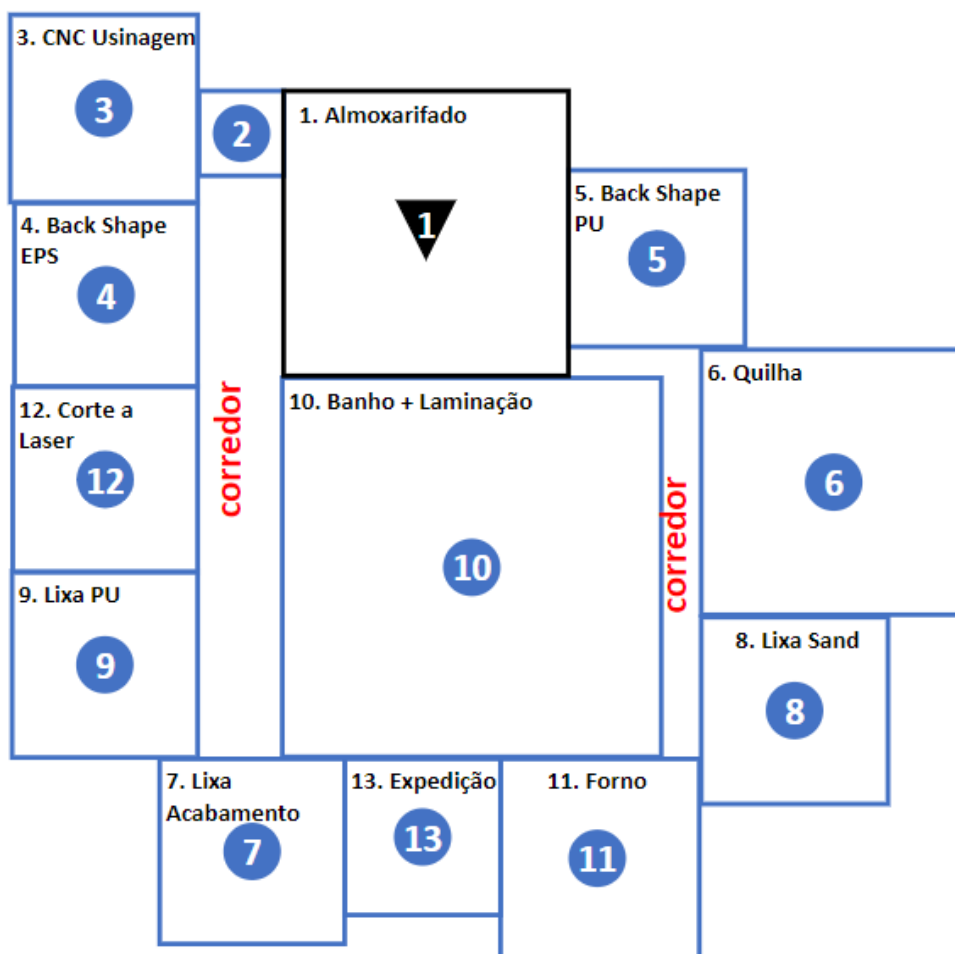 3. CNC Usinagem
3
2
1. Almoxarifado
1
5. Back Shape
PU
5
4. Back Shape
EPS
4
6. Quilha
6
12. Corte a
Laser
12
corredor
10. Banho + Laminação
10
corredor
9. Lixa PU
9
8. Lixa Sand
8
7. Lixa
Acabamento
7
13. Expedição
13
11. Forno
11